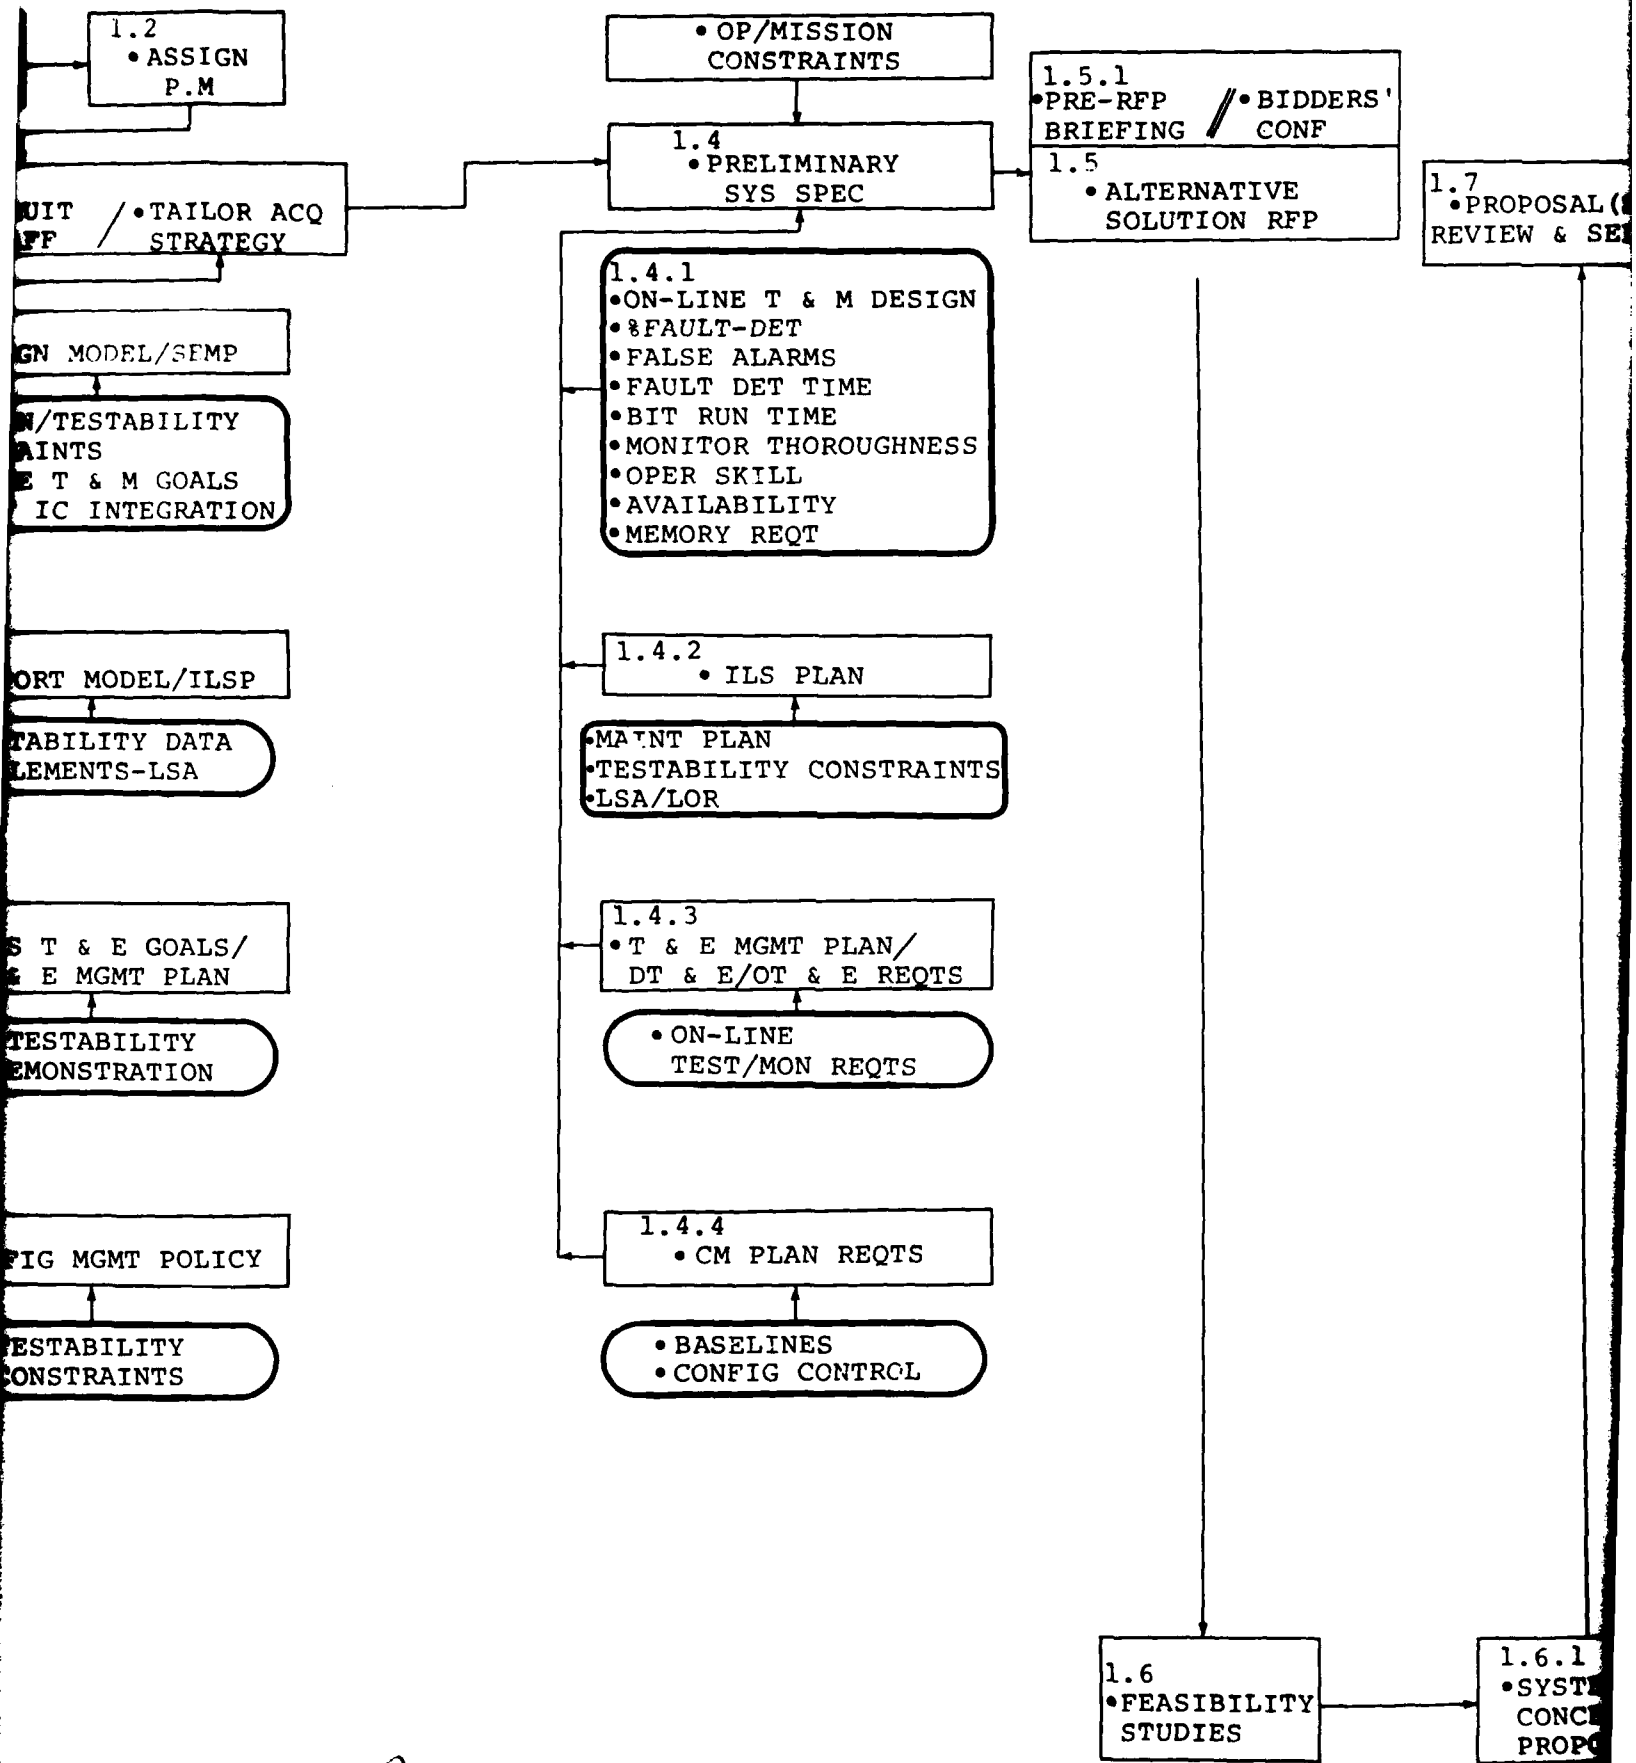 1.2
• ASSIGN
P.M
/ • TAILOR ACQ
STRATEGY
MODEL/SEMP
/TESTABILITY
T & M GOALS
IC INTEGRATION
MODEL/ILSP
DATA
-LSA
T & E GOALS/
E MGMT PLAN
TESTABILITY
MGMT POLICY
• OP/MISSION
CONSTRAINTS
1.4
• PRELIMINARY
SYS SPEC
1.4.1
• ON-LINE T & M DESIGN
• %FAULT-DET
• FALSE ALARMS
• FAULT DET TIME
• BIT RUN TIME
• MONITOR THOROUGHNESS
• OPER SKILL
• AVAILABILITY
• MEMORY REQT
1.4.2
• ILS PLAN
• MAINT PLAN
• TESTABILITY CONSTRAINTS
• LSA/LOR
1.4.3
• T & E MGMT PLAN/
DT & E/OT & E REQTS
• ON-LINE
TEST/MON REQTS
1.4.4
• CM PLAN REQTS
• BASELINES
• CONFIG CONTROL
1.5.1
• PRE-RFP // • BIDDERS'
BRIEFING CONF
1.5
• ALTERNATIVE
SOLUTION RFP
1.6
• FEASIBILITY
STUDIES
1.6.1
1.7
• PROPOSAL(
REVIEW &